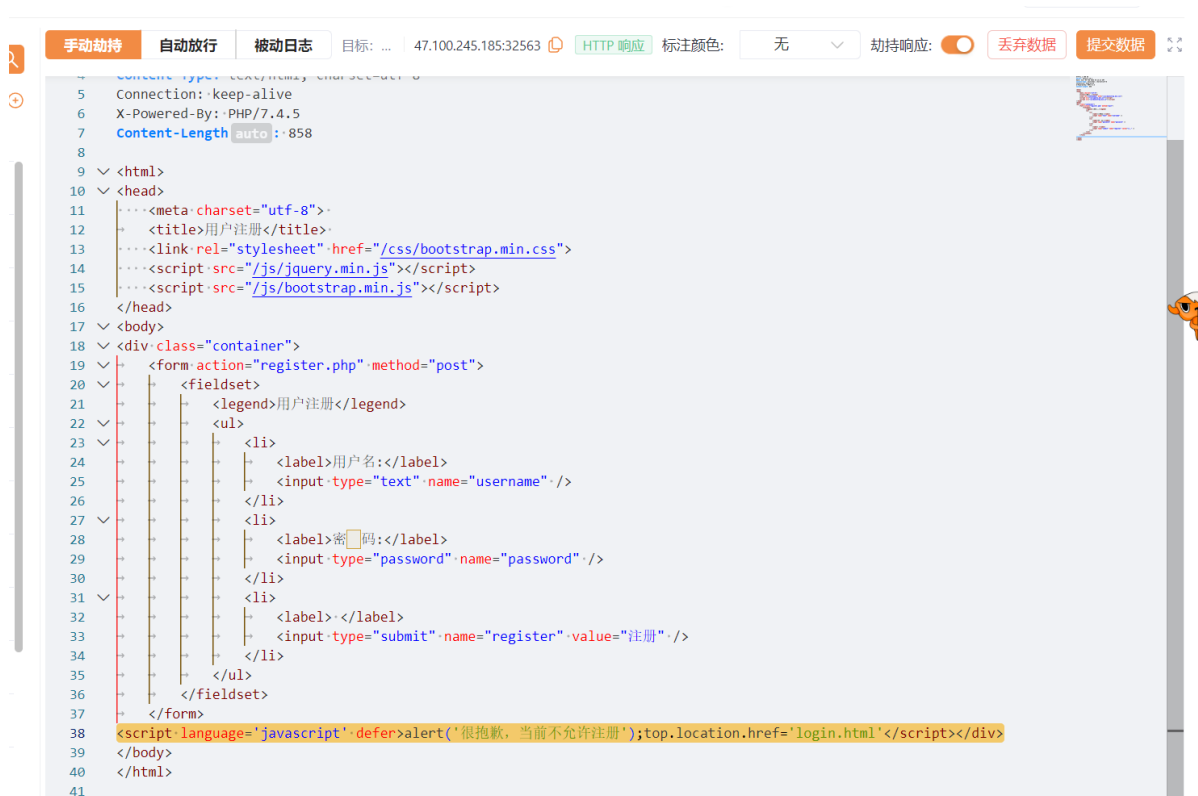 手动劫持 自动放行 被动日志 目标: ... 47.100.245.185:32563 HTTP 响应 标注颜色: 无 劫持响应: 丢弃数据 提交数据
4 Content-Type: text/html; charset=utf-8
5 Connection: keep-alive
6 X-Powered-By: PHP/7.4.5
7 Content-Length auto : 858
8
9 <html>
10 <head>
11 <meta charset="utf-8">
12 <title>用户注册</title>
13 <link rel="stylesheet" href="/css/bootstrap.min.css">
14 <script src="/js/jquery.min.js"></script>
15 <script src="/js/bootstrap.min.js"></script>
16 </head>
17 <body>
18 <div class="container">
19 <form action="register.php" method="post">
20 <fieldset>
21 <legend>用户注册</legend>
22 <ul>
23 <li>
24 <label>用户名:</label>
25 <input type="text" name="username" />
26 </li>
27 <li>
28 <label>密 码:</label>
29 <input type="password" name="password" />
30 </li>
31 <li>
32 <label> </label>
33 <input type="submit" name="register" value="注册" />
34 </li>
35 </ul>
36 </fieldset>
37 </form>
38 <script language='javascript' defer>alert('很抱歉，当前不允许注册');top.location.href='login.html'</script></div>
39 </body>
40 </html>
41